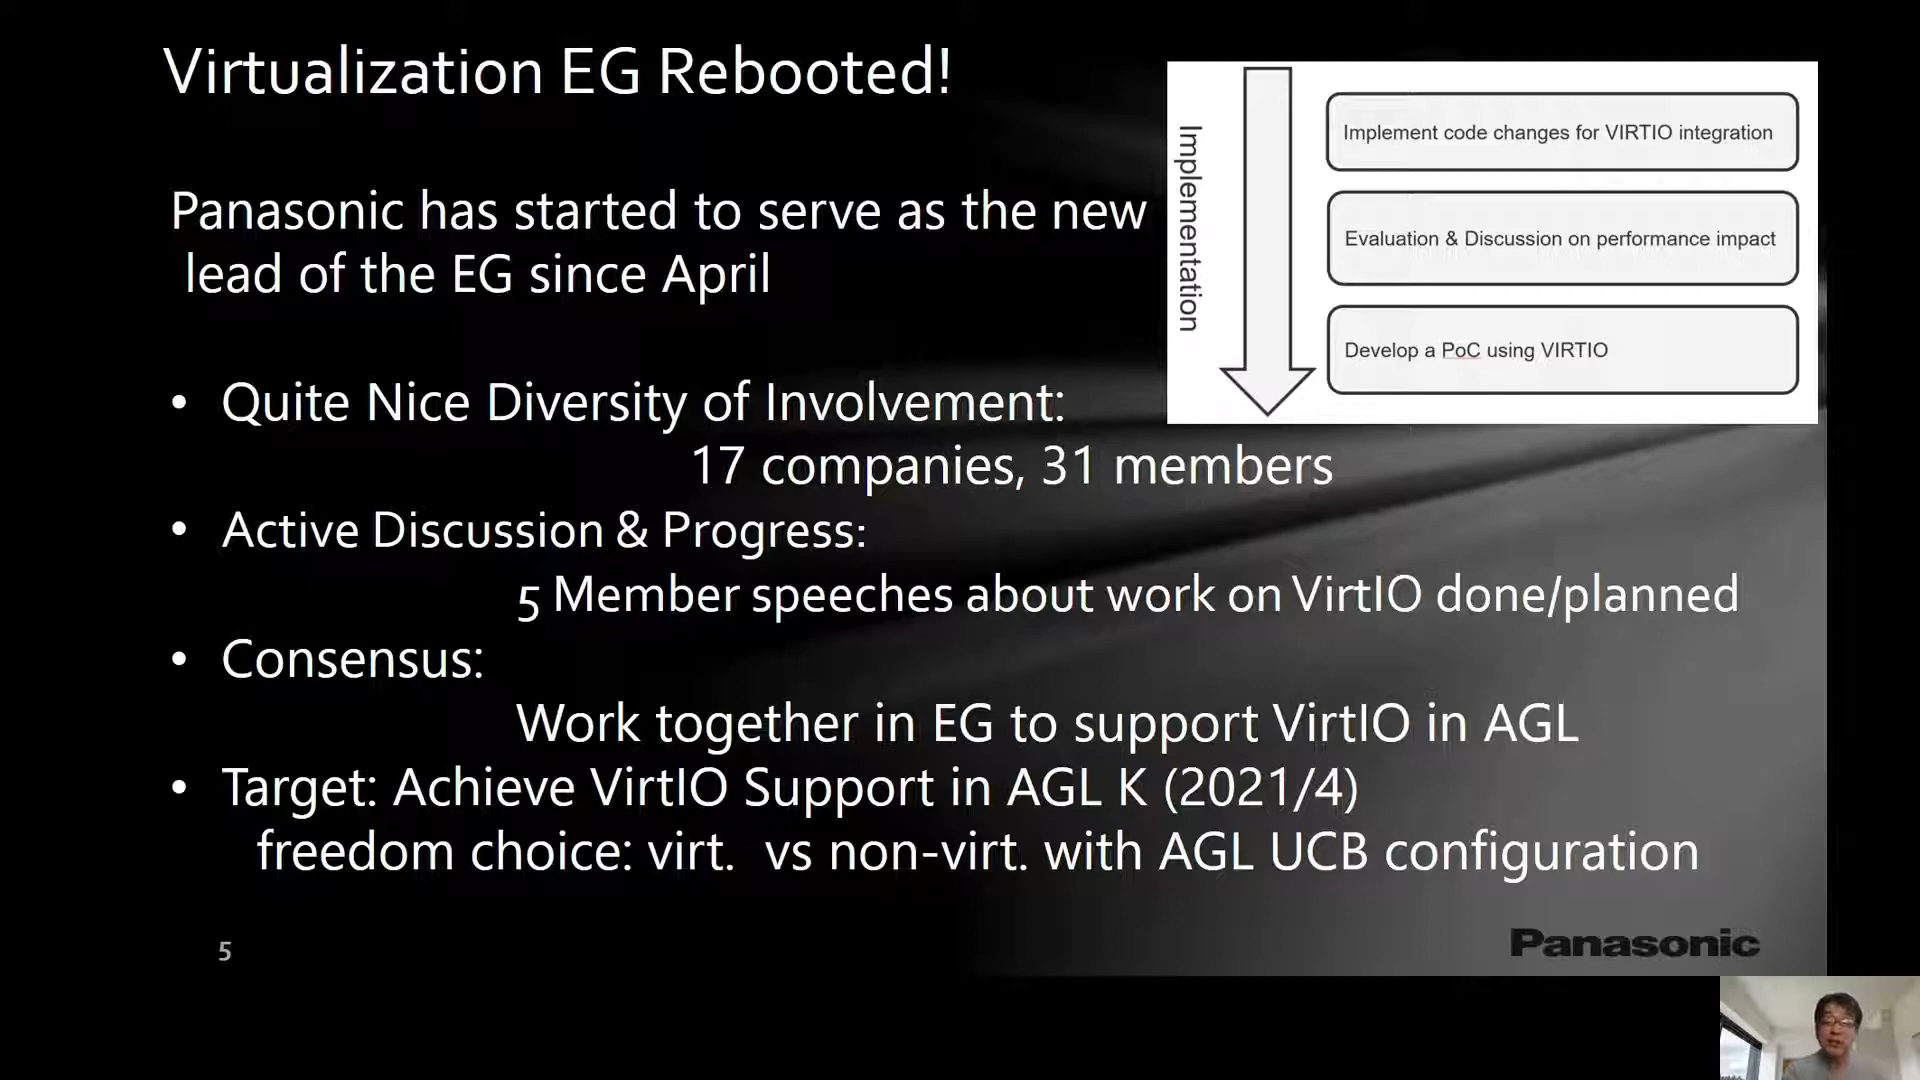 Virtualization EG Rebooted!
Panasonic has started to serve as the new
lead of the EG since April
• Quite Nice Diversity of Involvement:
17 companies, 31 members
• Active Discussion & Progress:
5 Member speeches about work on VirtIO done/planned
• Consensus:
Work together in EG to support VirtIO in AGL
• Target: Achieve VirtIO Support in AGL K (2021/4)
freedom choice: virt. vs non-virt. with AGL UCB configuration
Implementation
Implement code changes for VIRTIO integration
Evaluation & Discussion on performance impact
Develop a PoC using VIRTIO
5
Panasonic